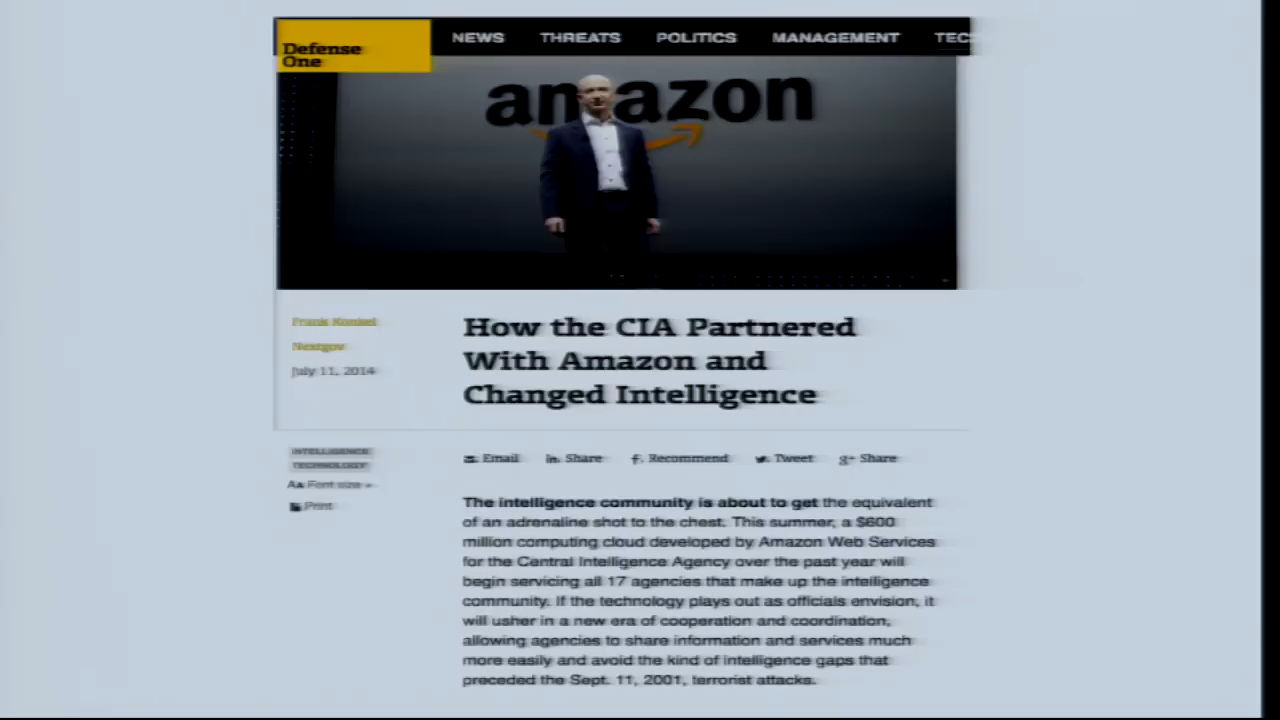 Defense
One
NEWS THREATS POLITICS MANAGEMENT TECH
amazon
Frank Konkel
Nextgov
July 11, 2014
How the CIA Partnered
With Amazon and
Changed Intelligence
INTELLIGENCE
TECHNOLOGY
Aa Font size +
Print
Email in Share f Recommend Tweet g+ Share
The intelligence community is about to get the equivalent
of an adrenaline shot to the chest. This summer, a $600
million computing cloud developed by Amazon Web Services
for the Central Intelligence Agency over the past year will
begin servicing all 17 agencies that make up the intelligence
community. If the technology plays out as officials envision, it
will usher in a new era of cooperation and coordination,
allowing agencies to share information and services much
more easily and avoid the kind of intelligence gaps that
preceded the Sept. 11, 2001, terrorist attacks.